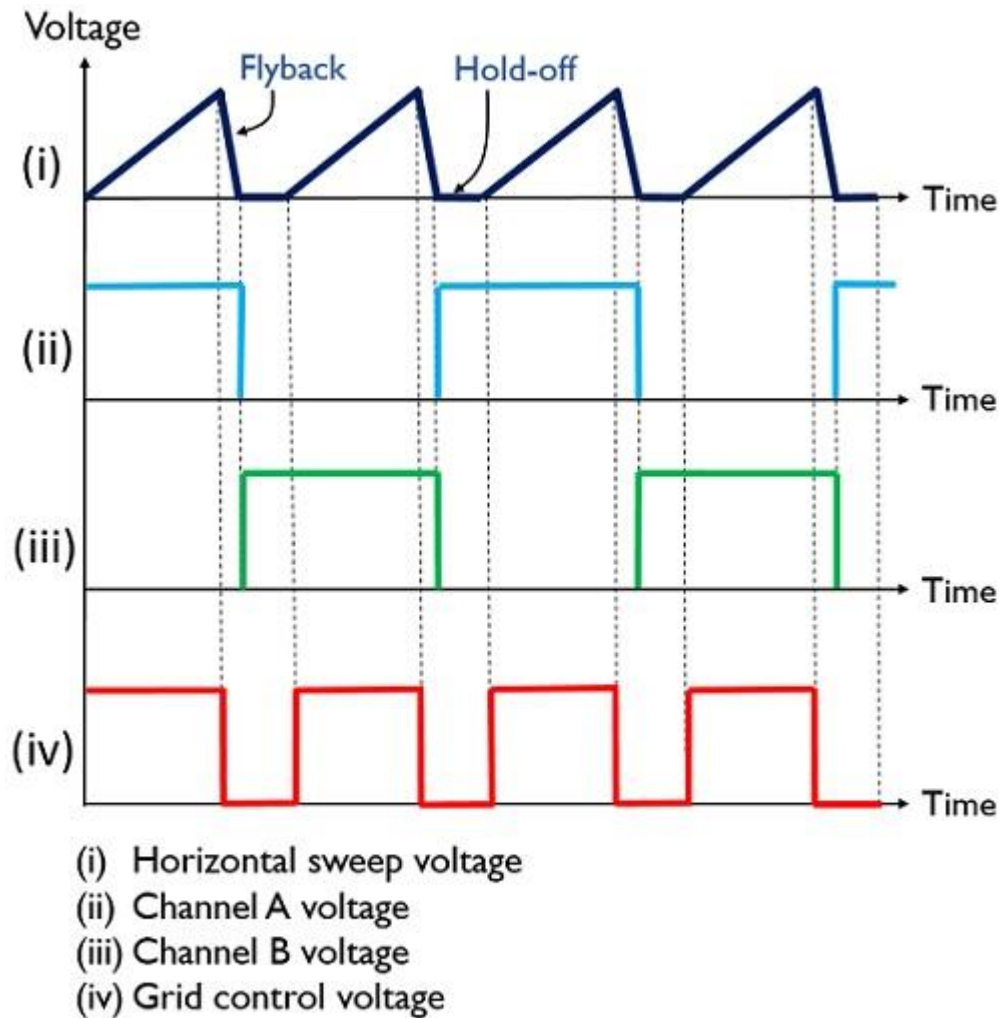 Voltage
Flyback
Hold-off
(i)
Time
(ii)
Time
(iii)
Time
(iv)
Time
(i) Horizontal sweep voltage
(ii) Channel A voltage
(iii) Channel B voltage
(iv) Grid control voltage